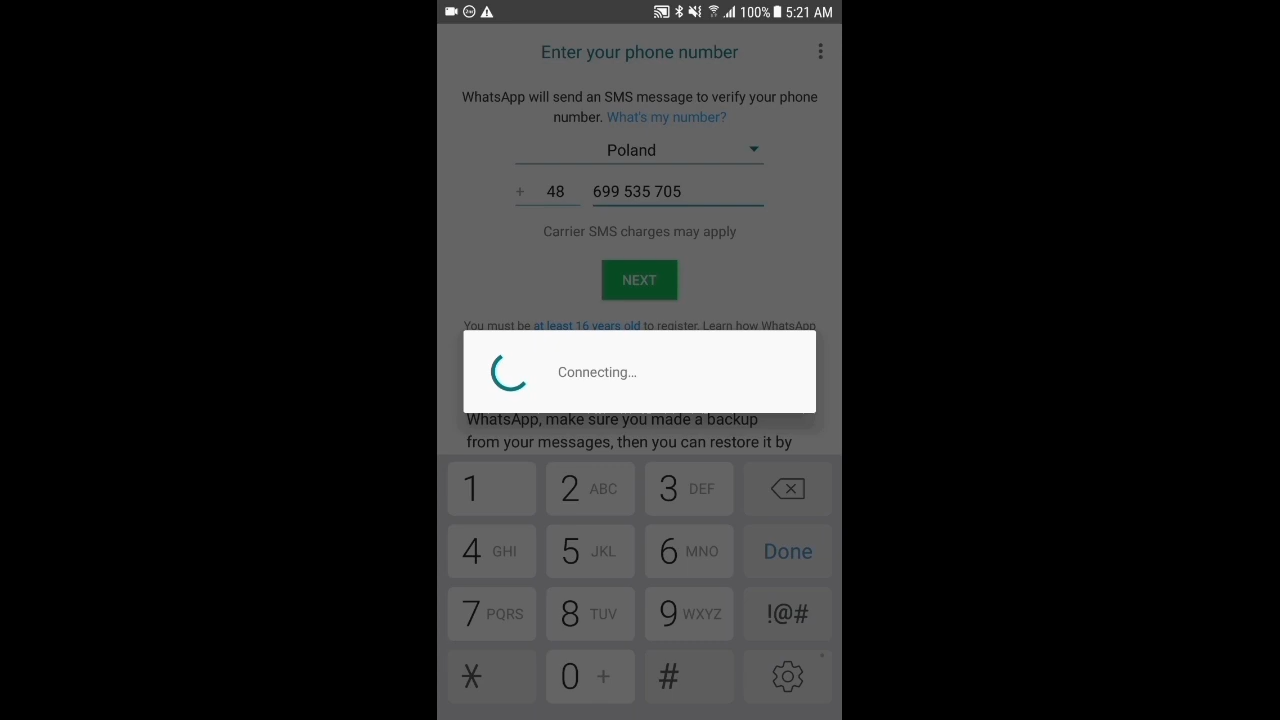 100% 5:21 AM
Enter your phone number
WhatsApp will send an SMS message to verify your phone
number. What's my number?
Poland
+ 48 699 535 705
Carrier SMS charges may apply
NEXT
You must be at least 16 years old to register. Learn how WhatsApp
Connecting...
WhatsApp, make sure you made a backup
from your messages, then you can restore it by
1 2 ABC 3 DEF
4 GHI 5 JKL 6 MNO Done
7 PQRS 8 TUV 9 WXYZ !@#
* 0 + #